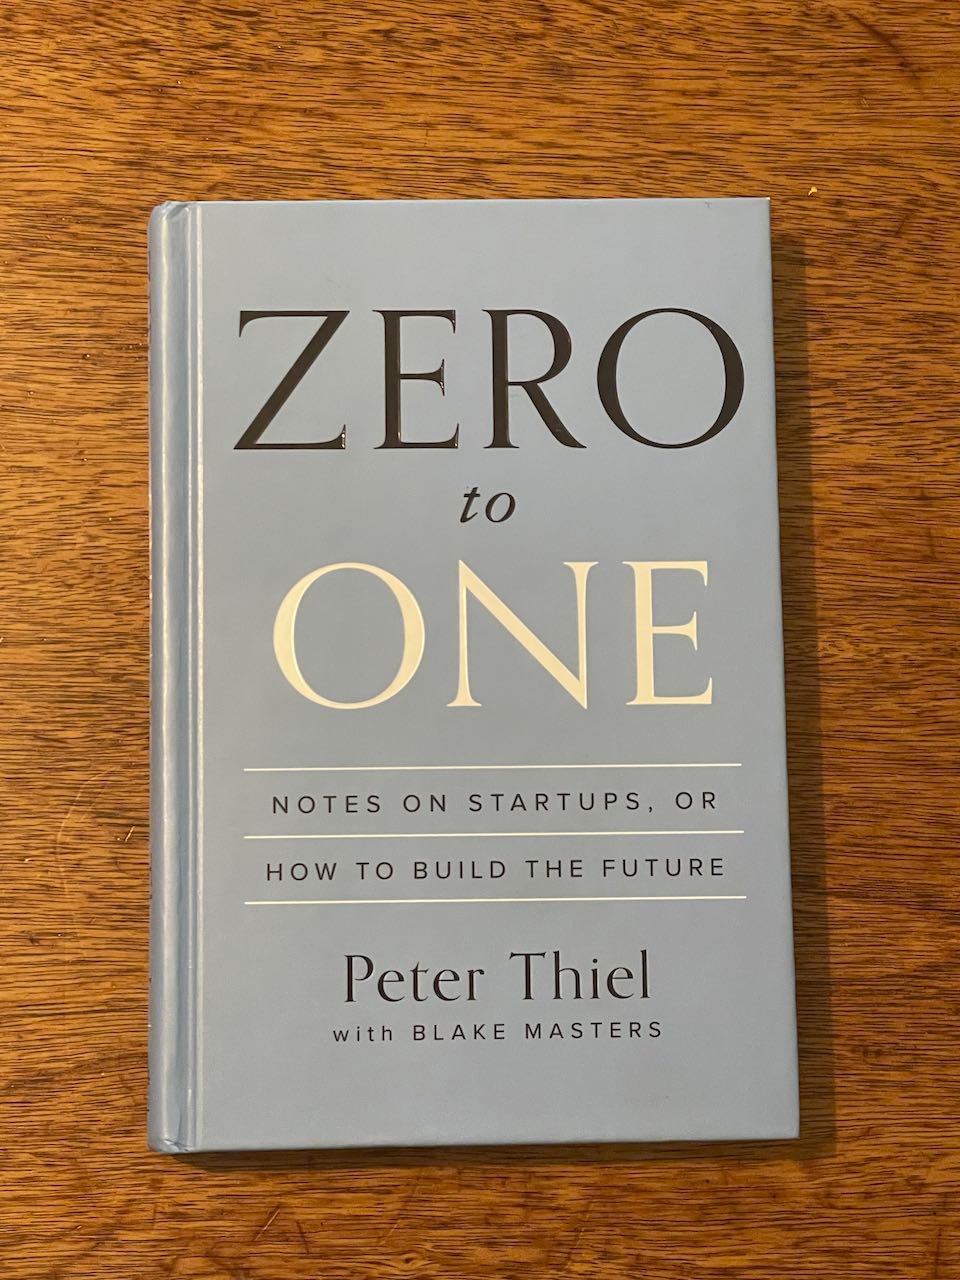 ZERO
to
ONE
NOTES ON STARTUPS, OR
HOW TO BUILD THE FUTURE
Peter Thiel
with BLAKE MASTERS